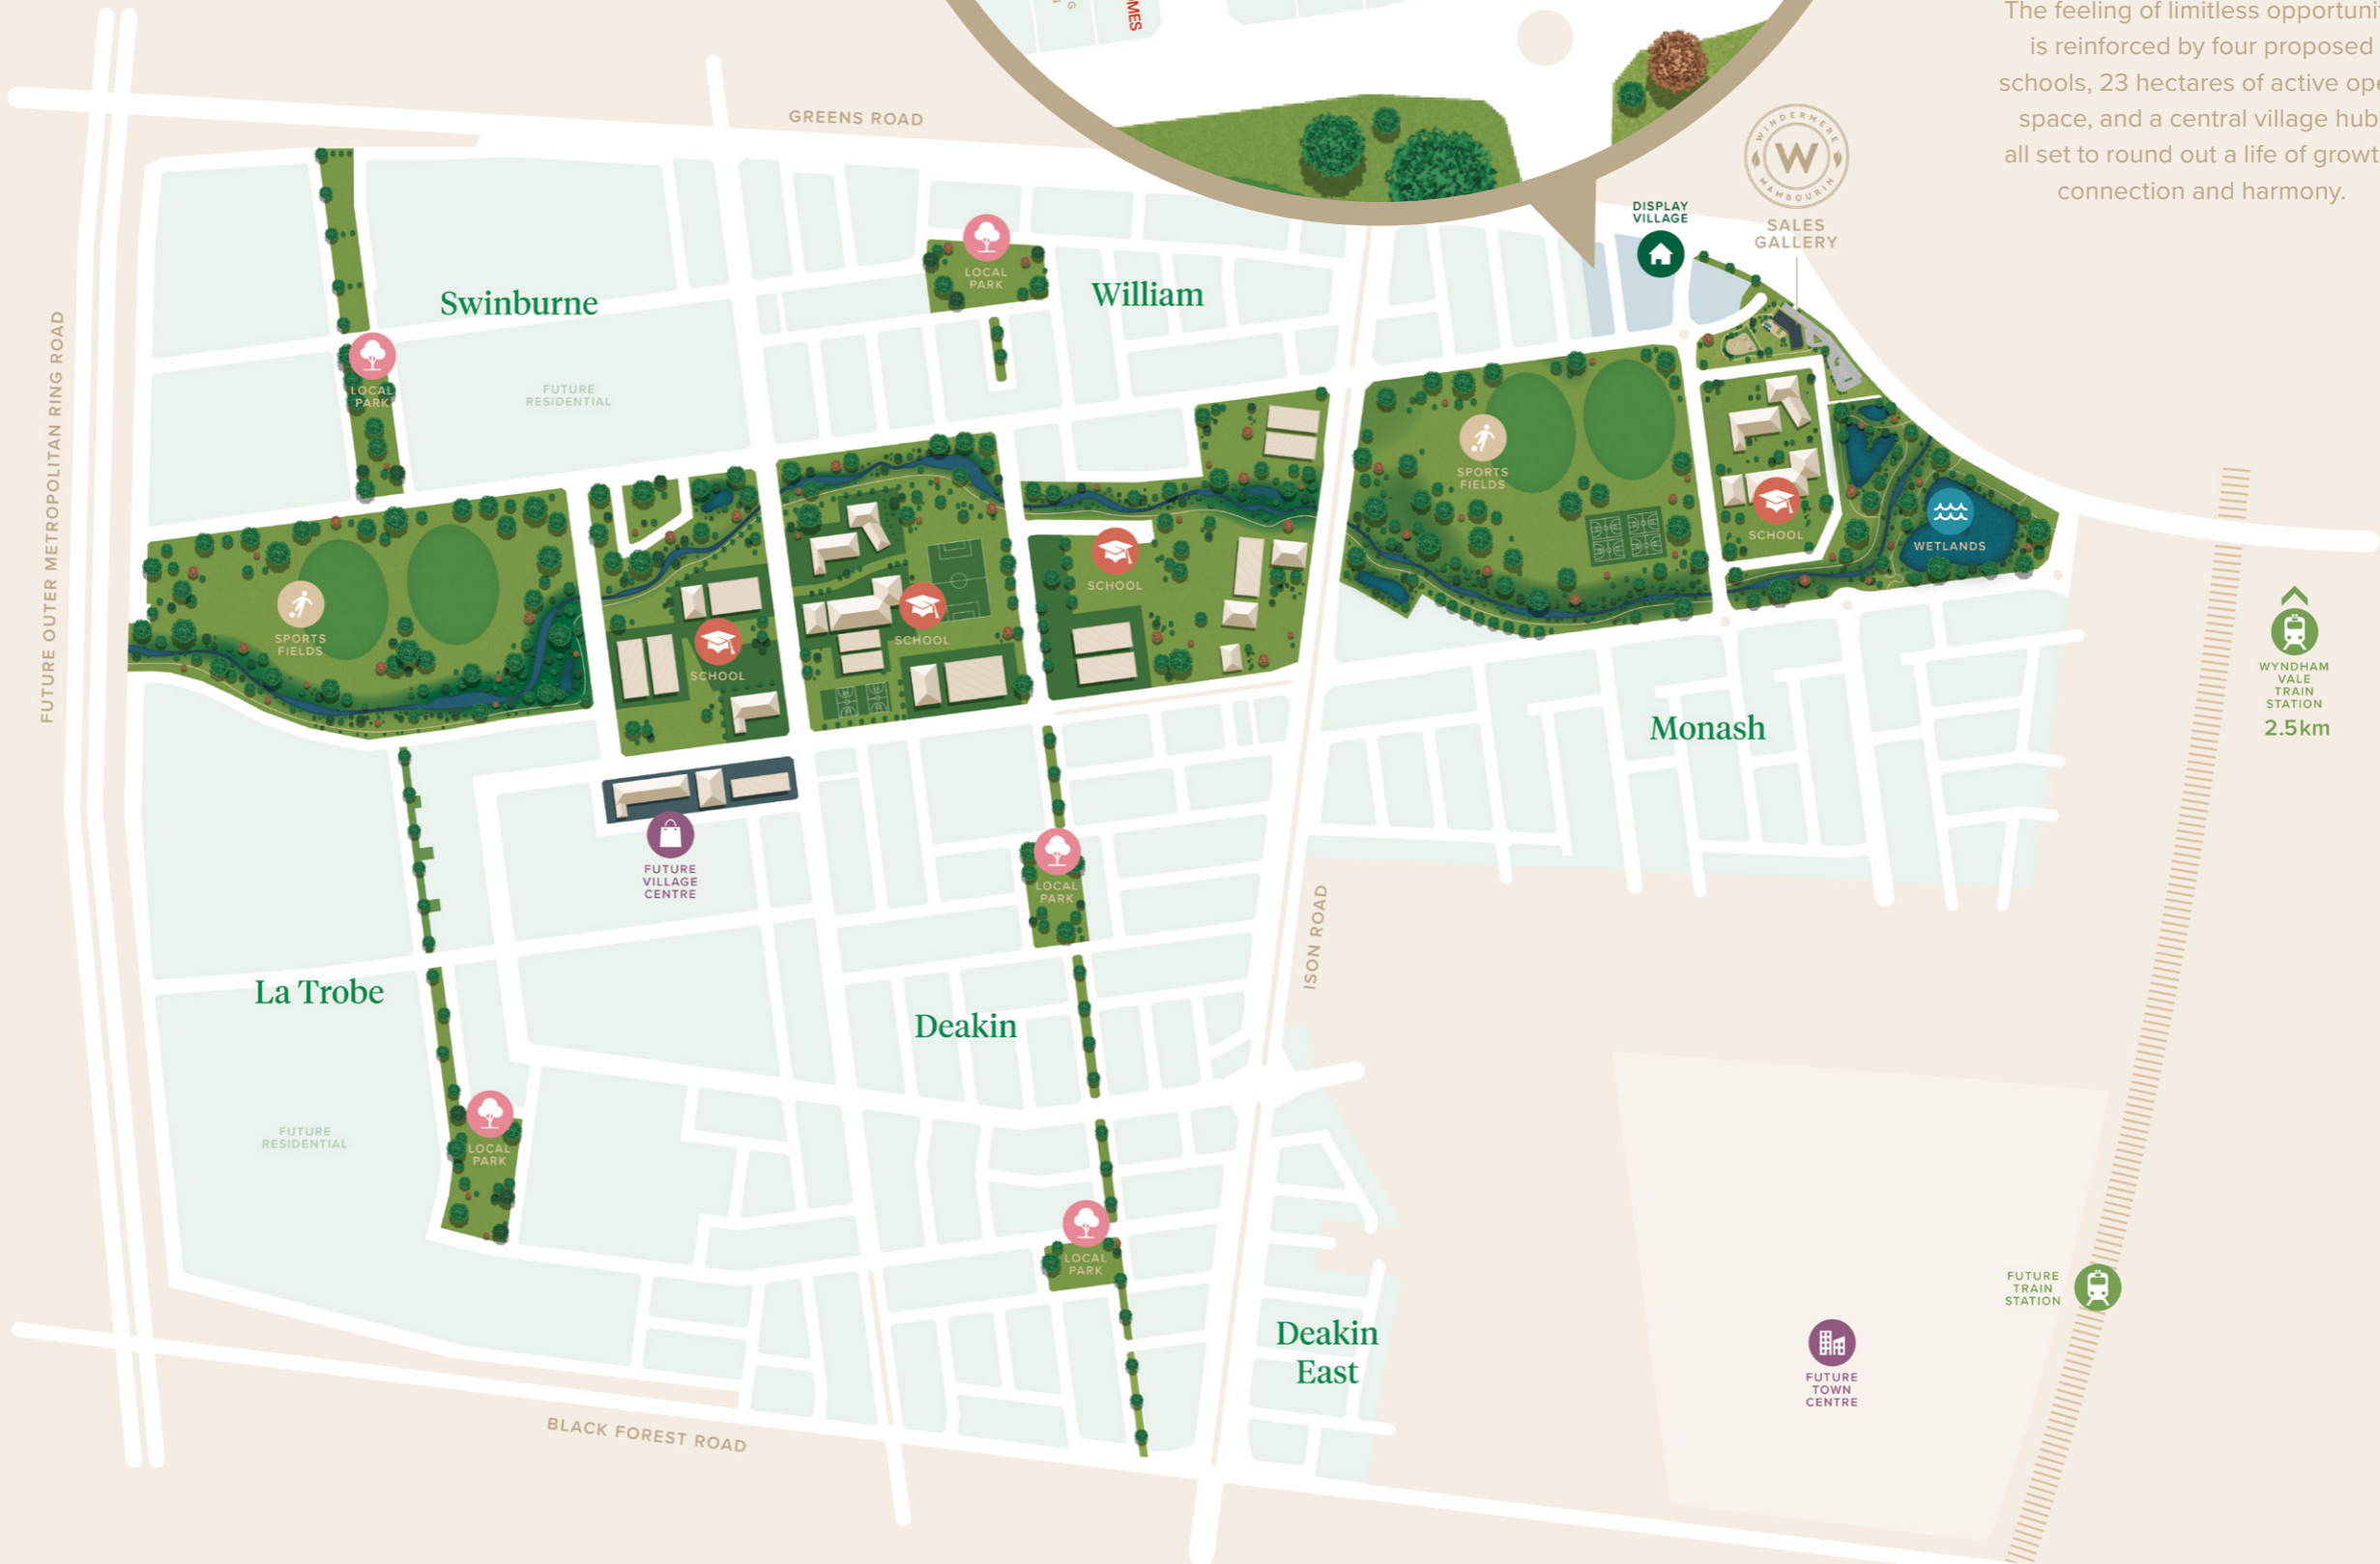 The feeling of limitless
is reinforced by four proposed
schools, 23 hectares of active
space, and a central village hub
all set to round out a life of
connection and harmony.
GREENS ROAD
WINDERMERE
W
MAMBOURIN
SALES
GALLERY
DISPLAY
VILLAGE
FUTURE OUTER METROPOLITAN RING ROAD
Swinburne
LOCAL
PARK
William
LOCAL
PARK
FUTURE
RESIDENTIAL
SPORTS
FIELDS
SCHOOL
WETLANDS
SCHOOL
SPORTS
FIELDS
SCHOOL
SCHOOL
WYNDHAM
VALE
TRAIN
STATION
2.5km
Monash
FUTURE
VILLAGE
CENTRE
LOCAL
PARK
ISON ROAD
La Trobe
Deakin
FUTURE
RESIDENTIAL
LOCAL
PARK
LOCAL
PARK
FUTURE
TRAIN
STATION
Deakin
East
FUTURE
TOWN
CENTRE
BLACK FOREST ROAD